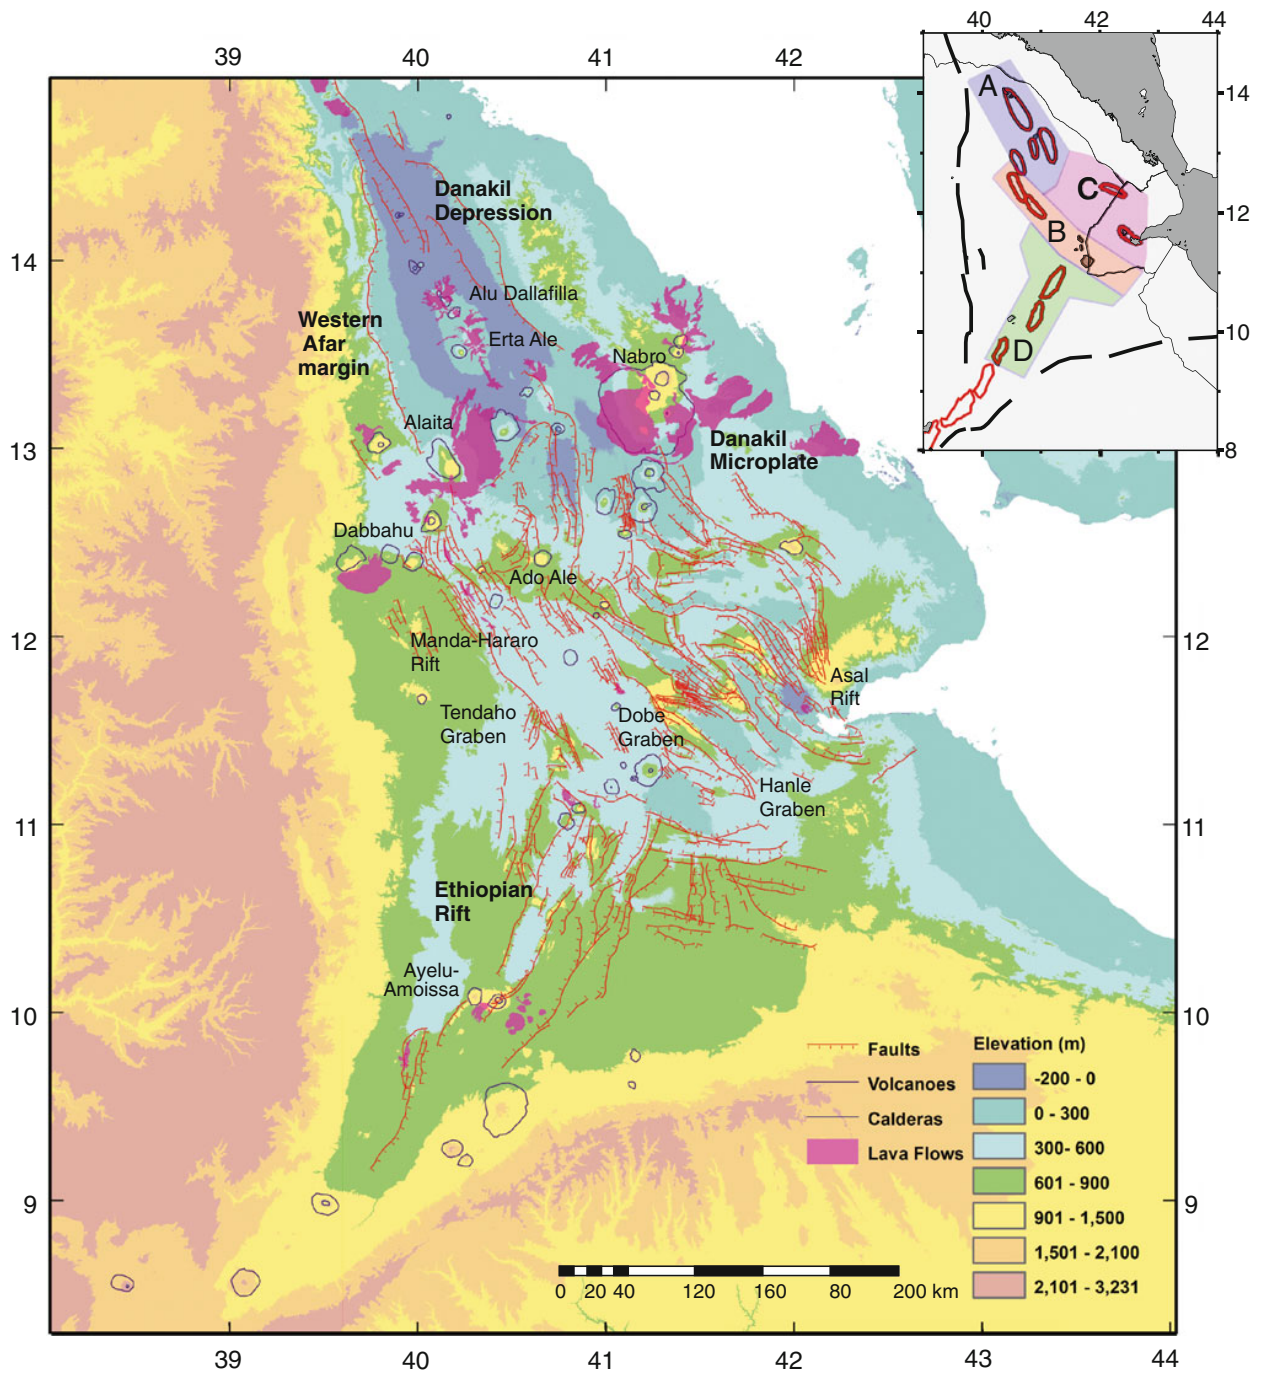 39
40
41
42
40
42
44
A
14
C
12
B
10
D
8
14
13
12
11
10
9
12
11
10
9
Danakil
Depression
Alu Dallafilla
Western
Afar
margin
Erta Ale
Nabro
Alaita
Danakil
Microplate
Dabbahu
Ado Ale
Manda-Hararo
Rift
Asal
Rift
Tendaho
Graben
Dobe
Graben
Hanle
Graben
Ethiopian
Rift
Ayelu-
Amoissa
Faults
Volcanoes
Calderas
Lava Flows
Elevation (m)
-200 - 0
0 - 300
300- 600
601 - 900
901 - 1,500
1,501 - 2,100
2,101 - 3,231
0 20 40 120 160 80 200 km
39
40
41
42
43
44